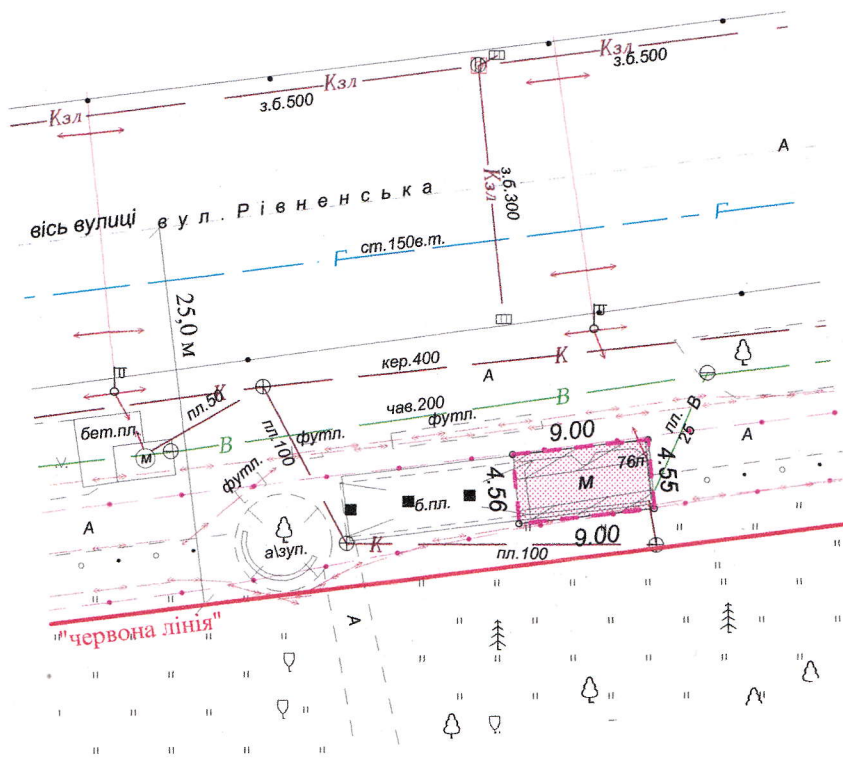 Кзл
з.б.500
Кзл
Кзл
з.б.500
А
з.б.300
Кзл
вісь вулиці вул. Рівненська
ст.150в.т.
Г
Г
25,0 м
кер.400
К
К
А
чав.200
В
В
пл.50
бет.пл.
м
пл.100
футл.
футл.
футл.
9.00
пл. 25
А
76п
4.55
4.56
М
б.пл.
9.00
пл.100
К
а\зуп.
А
А
"червона лінія"